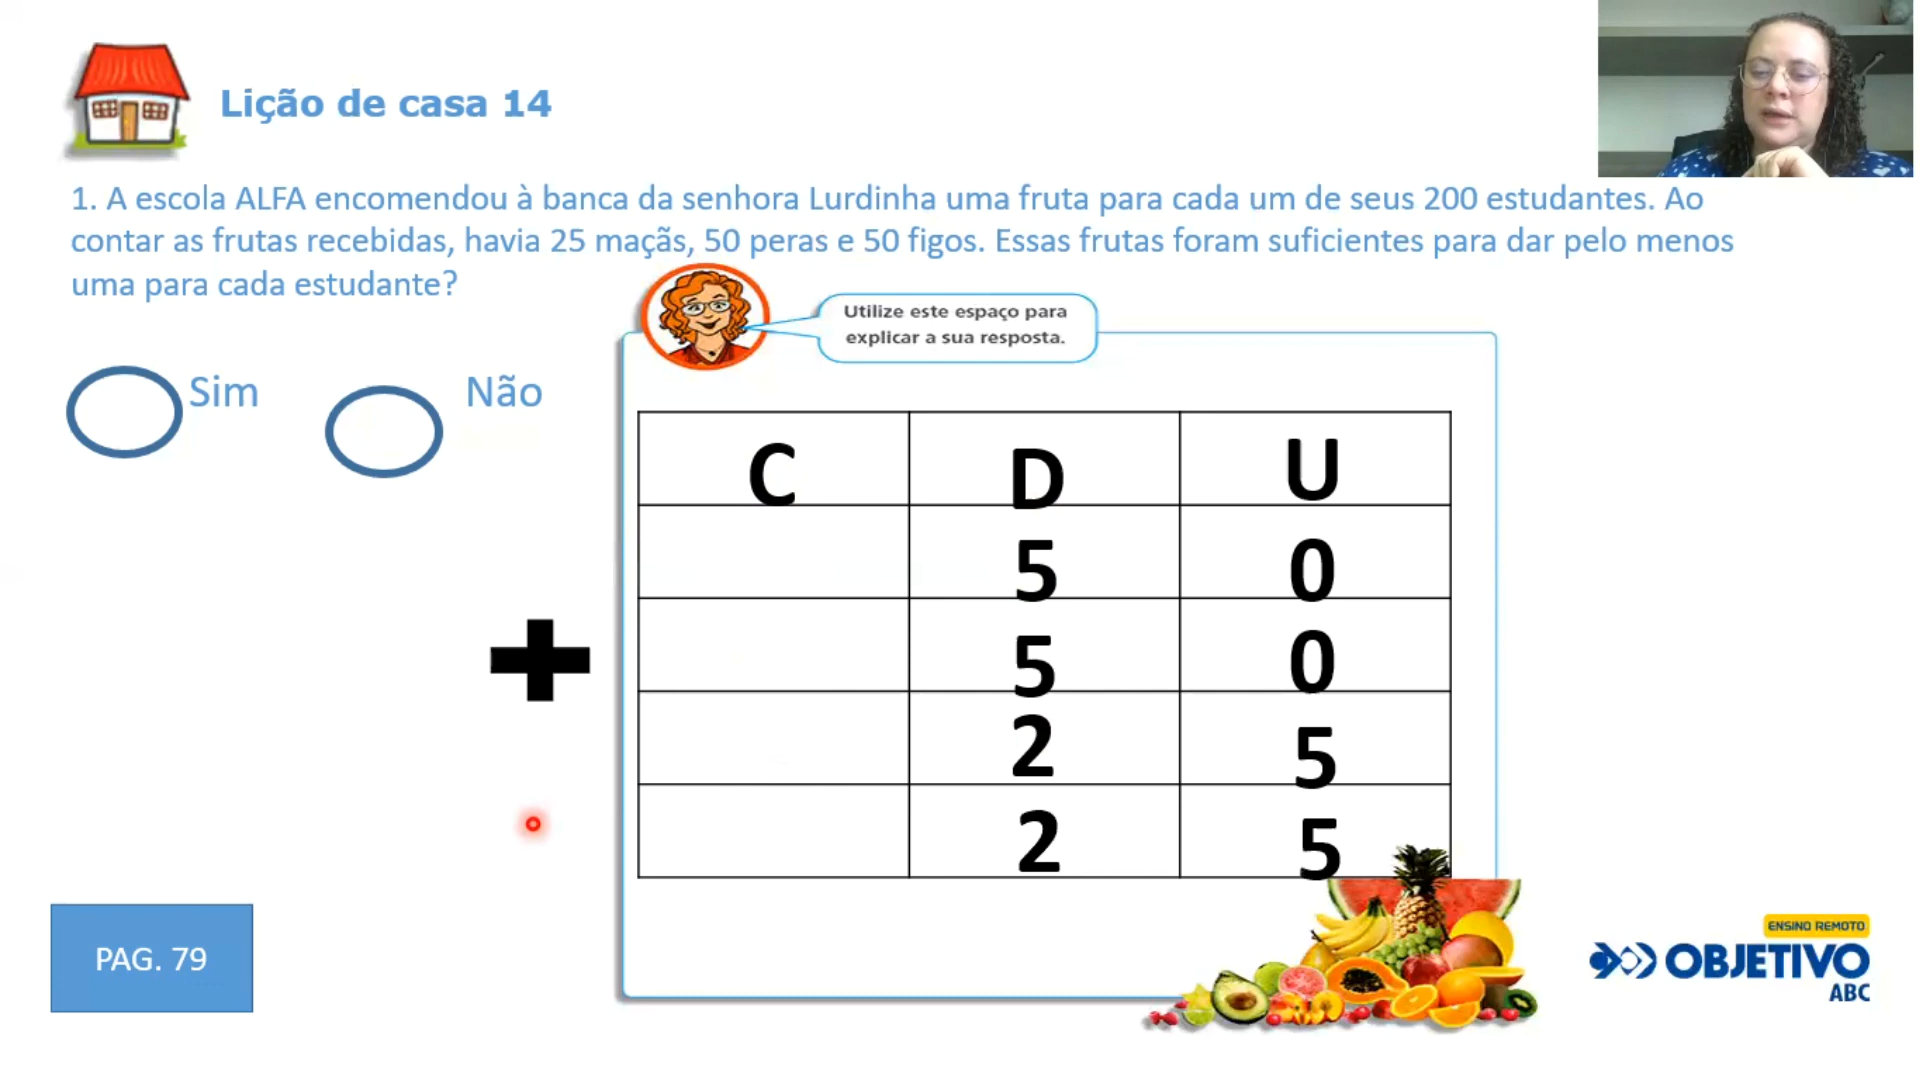 Lição de casa 14
1. A escola ALFA encomendou à banca da senhora Lurdinha uma fruta para cada um de seus 200 estudantes. Ao
contar as frutas recebidas, havia 25 maçãs, 50 peras e 50 figos. Essas frutas foram suficientes para dar pelo menos
uma para cada estudante?
Utilize este espaço para
explicar a sua resposta.
Sim Não
C D U
5 0
5 0
+
2 5
2 5
PAG. 79
ENSINO REMOTO
OBJETIVO
ABC